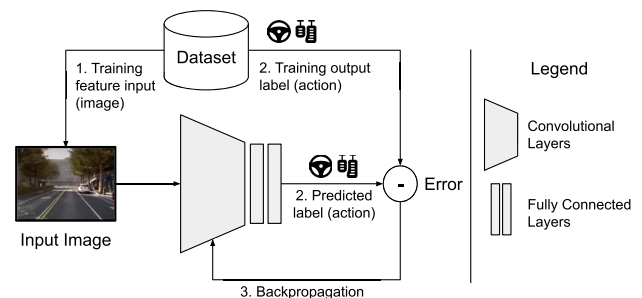 Dataset
1. Training
feature input
(image)
2. Training output
label (action)
Input Image
2. Predicted
label (action)
-
Error
3. Backpropagation
Legend
Convolutional
Layers
Fully Connected
Layers